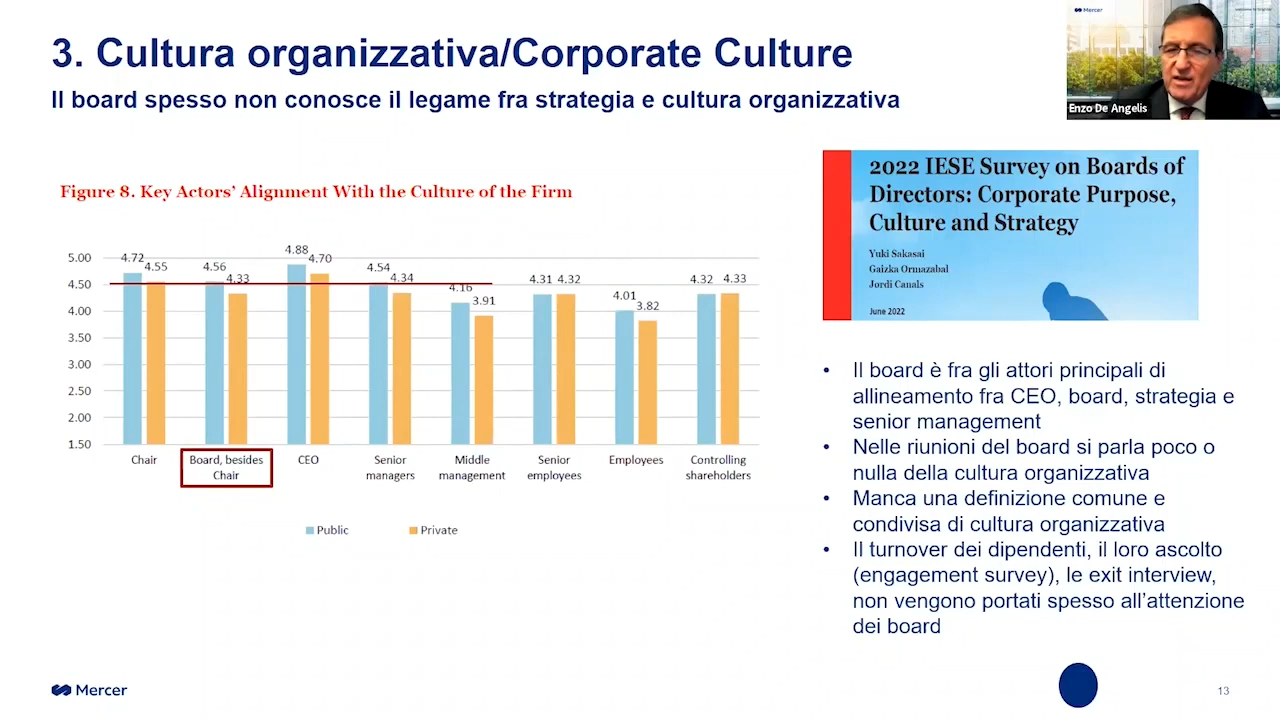 3. Cultura organizzativa/Corporate Culture
Il board spesso non conosce il legame fra strategia e cultura organizzativa
Mercer
Enzo De Angelis
Figure 8. Key Actors' Alignment With the Culture of the Firm
5.00
4.50
4.00
3.50
3.00
2.50
2.00
1.50
4.72 4.55
4.56 4.33
4.88 4.70
4.54 4.34
4.16 3.91
4.31 4.32
4.01 3.82
4.32 4.33
Chair
Board, besides
Chair
CEO
Senior
managers
Middle
management
Senior
employees
Employees
Controlling
shareholders
Public
Private
2022 IESE Survey on Boards of
Directors: Corporate Purpose,
Culture and Strategy
Yuki Sakasai
Gaizka Ormazabal
Jordi Canals
June 2022
• Il board è fra gli attori principali di
allineamento fra CEO, board, strategia e
senior management
• Nelle riunioni del board si parla poco o
nulla della cultura organizzativa
• Manca una definizione comune e
condivisa di cultura organizzativa
• Il turnover dei dipendenti, il loro ascolto
(engagement survey), le exit interview,
non vengono portati spesso all'attenzione
dei board
Mercer
13